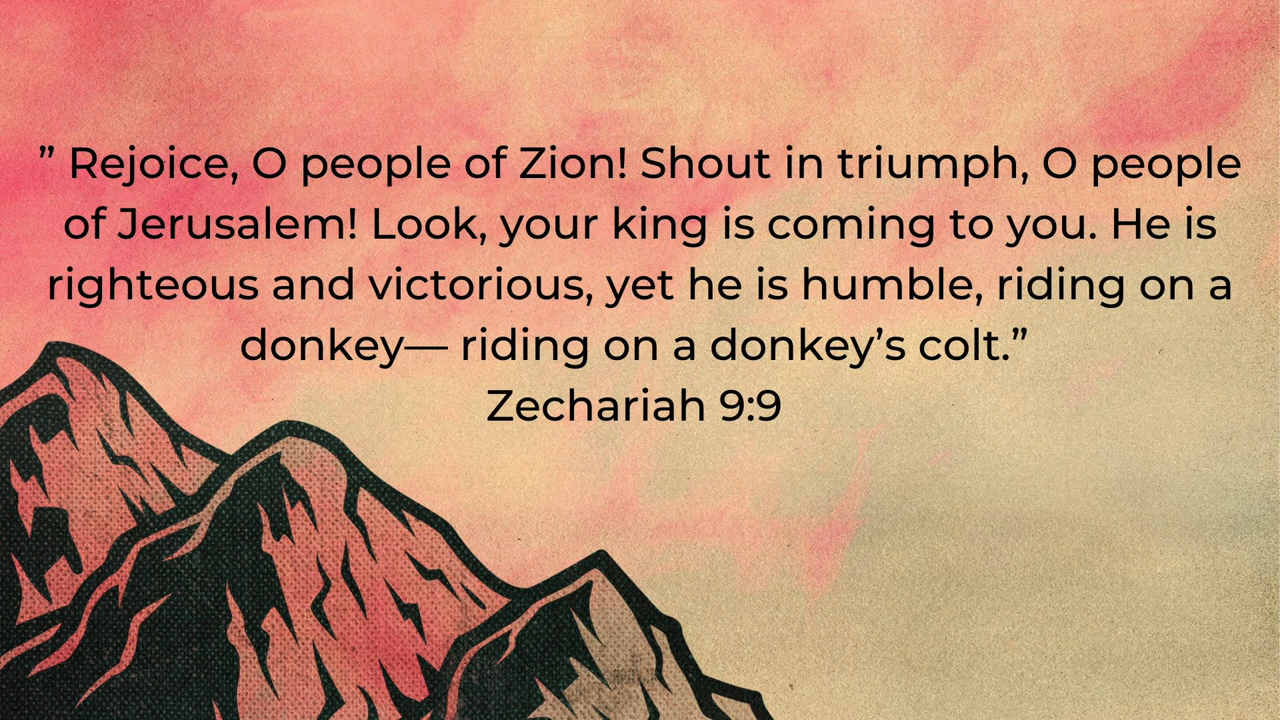 ” Rejoice, O people of Zion! Shout in triumph, O people
of Jerusalem! Look, your king is coming to you. He is
righteous and victorious, yet he is humble, riding on a
donkey— riding on a donkey’s colt.”
Zechariah 9:9